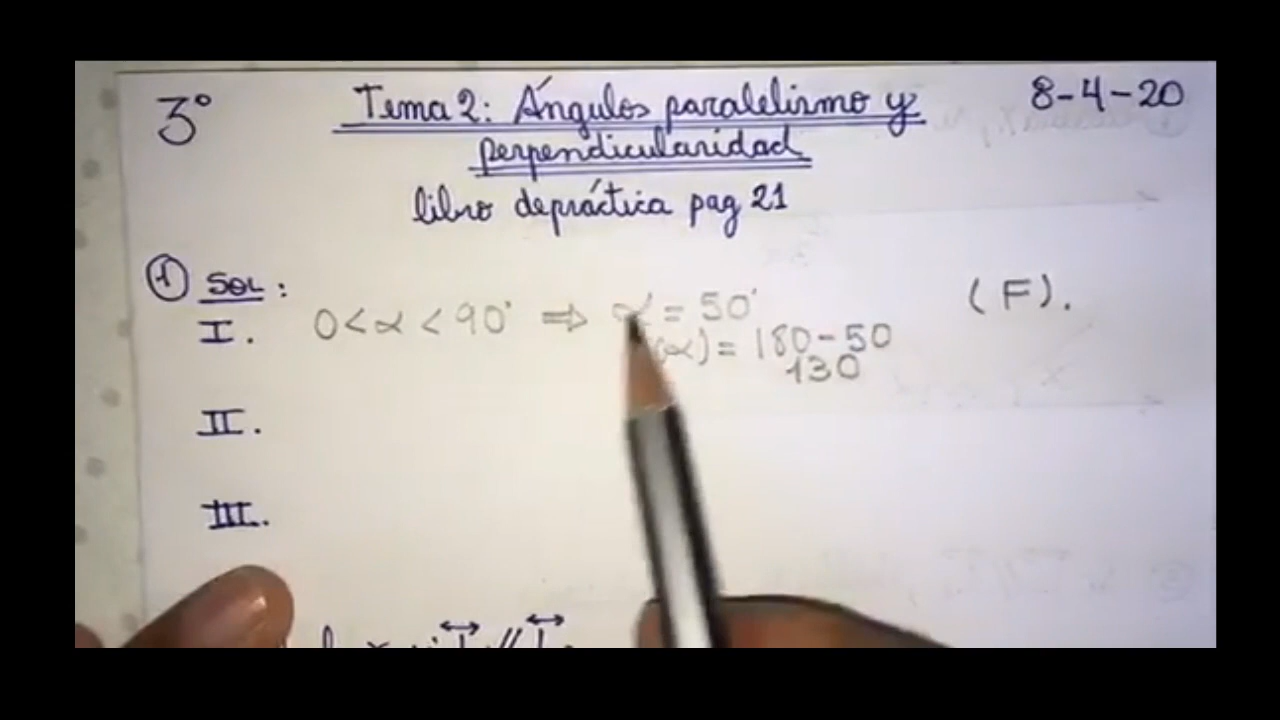 3°
Tema 2: Ángulos paralelismo y
perpendicularidad
8-4-20
libro de práctica pag 21
① SOL:
I. 0<α<90° ⇒ α = 50° (F).
(α) = 180-50
130
II.
III.